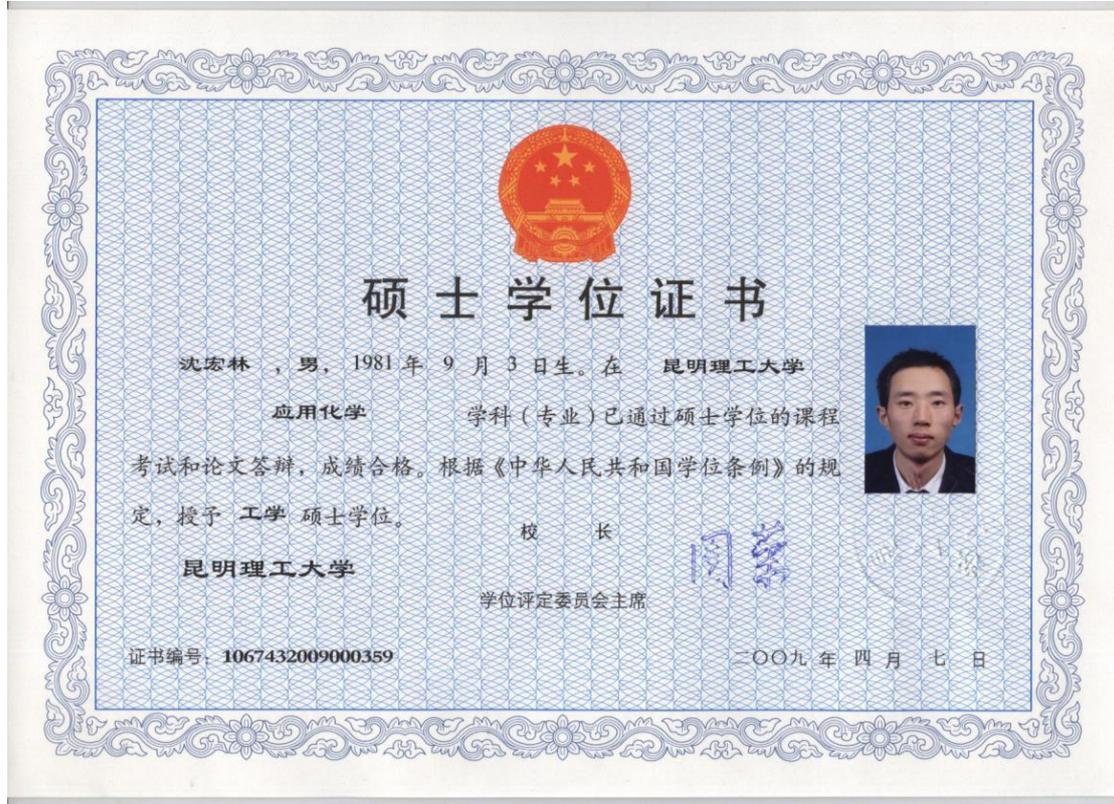 硕士学位证书
沈宏林 ，男，1981 年 9 月 3 日生。在 昆明理工大学
应用化学 学科（专业）已通过硕士学位的课程
考试和论文答辩，成绩合格。根据《中华人民共和国学位条例》的规
定，授予 工学 硕士学位。
校 长
周荣
昆明理工大学
学位评定委员会主席
证书编号：1067432009000359
二〇〇九 年 四 月 七 日